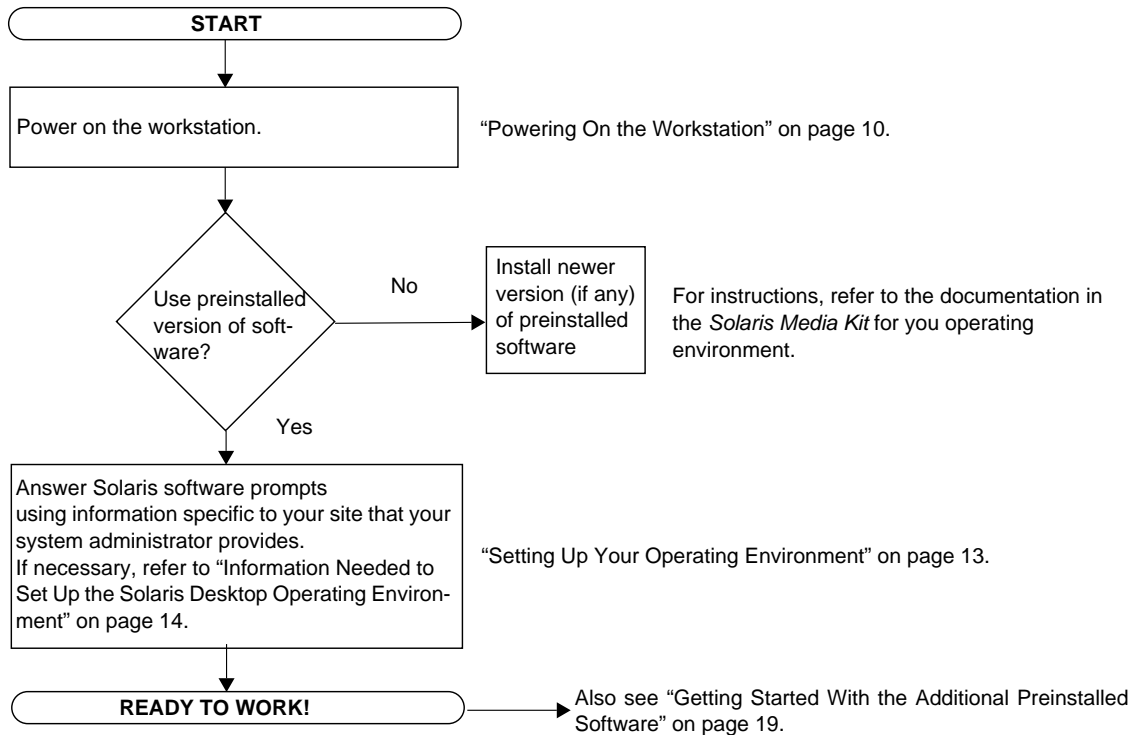 START
Power on the workstation.
“Powering On the Workstation” on page 10.
Use preinstalled
version of soft-
ware?
No
Install newer
version (if any)
of preinstalled
software
For instructions, refer to the documentation in
the Solaris Media Kit for you operating
environment.
Yes
Answer Solaris software prompts
using information specific to your site that your
system administrator provides.
If necessary, refer to “Information Needed to
Set Up the Solaris Desktop Operating Environ-
ment” on page 14.
“Setting Up Your Operating Environment” on page 13.
READY TO WORK!
Also see “Getting Started With the Additional Preinstalled
Software” on page 19.